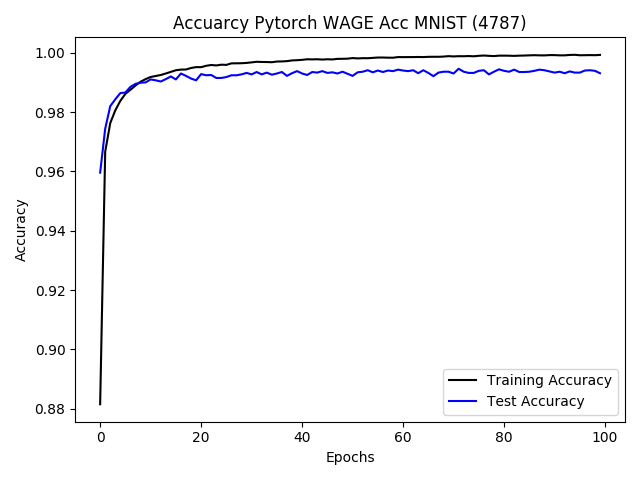 Accuarcy Pytorch WAGE Acc MNIST (4787)
1.00
0.98
0.96
0.94
0.92
0.90
0.88
Accuracy
Training Accuracy
Test Accuracy
0 20 40 60 80 100
Epochs